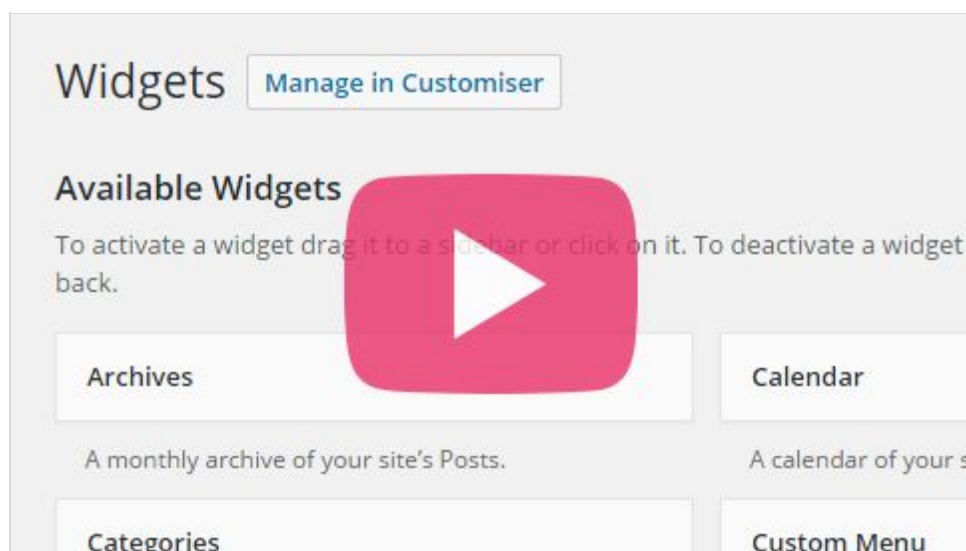 Widgets Manage in Customiser
Available Widgets
To activate a widget drag it to a sidebar or click on it. To deactivate a widget
back.
Archives Calendar
A monthly archive of your site's Posts. A calendar of your s
Categories Custom Menu